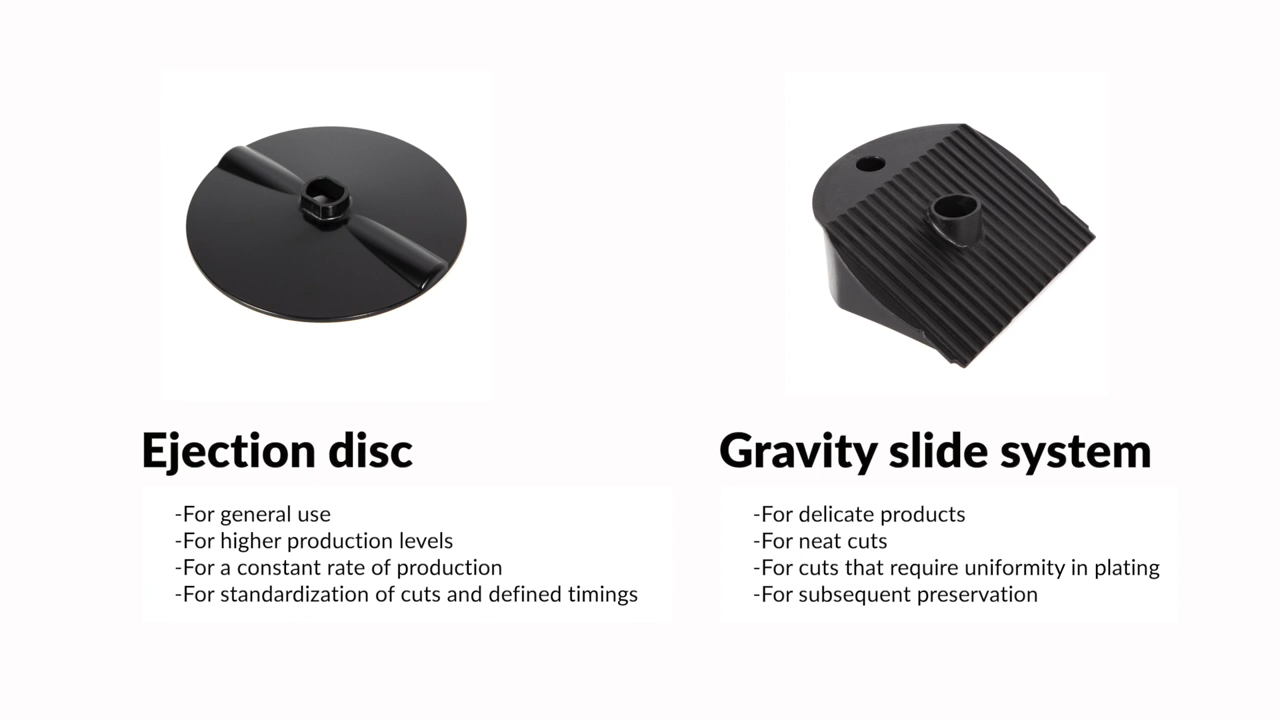 Ejection disc
-For general use
-For higher production levels
-For a constant rate of production
-For standardization of cuts and defined timings
Gravity slide system
-For delicate products
-For neat cuts
-For cuts that require uniformity in plating
-For subsequent preservation